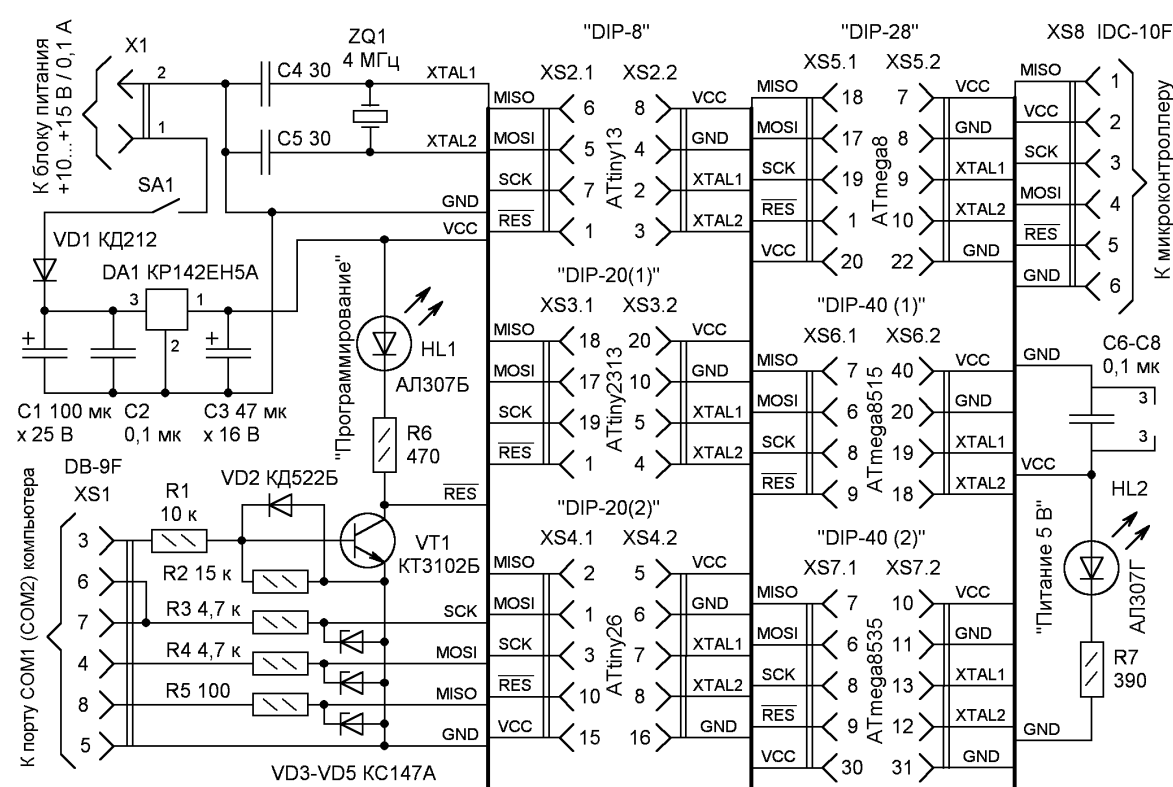 К блоку питания
+10...+15 В / 0,1 А
X1
2
1
SA1
VD1 КД212
DA1 КР142ЕН5А
3
1
2
+
+
C1 100 мк
x 25 В
C2
0,1 мк
C3 47 мк
x 16 В
C4 30
C5 30
ZQ1
4 МГц
XTAL1
XTAL2
GND
VCC
"Программирование"
HL1
АЛ307Б
R6
470
RES
К порту COM1 (COM2) компьютера
DB-9F
XS1
3
6
7
4
8
5
R1
10 к
VD2 КД522Б
VT1
КТ3102Б
R2 15 к
R3 4,7 к
R4 4,7 к
R5 100
SCK
MOSI
MISO
GND
VD3-VD5 КС147А
"DIP-8"
XS2.1 XS2.2
ATtiny13
MISO 6 8 VCC
MOSI 5 4 GND
SCK 7 2 XTAL1
RES 1 3 XTAL2
"DIP-20(1)"
XS3.1 XS3.2
ATtiny2313
MISO 18 20 VCC
MOSI 17 10 GND
SCK 19 5 XTAL1
RES 1 4 XTAL2
"DIP-20(2)"
XS4.1 XS4.2
ATtiny26
MISO 2 5 VCC
MOSI 1 6 GND
SCK 3 7 XTAL1
RES 10 8 XTAL2
VCC 15 16 GND
"DIP-28"
XS5.1 XS5.2
ATmega8
MISO 18 7 VCC
MOSI 17 8 GND
SCK 19 9 XTAL1
RES 1 10 XTAL2
VCC 20 22 GND
"DIP-40 (1)"
XS6.1 XS6.2
ATmega8515
MISO 7 40 VCC
MOSI 6 20 GND
SCK 8 19 XTAL1
RES 9 18 XTAL2
"DIP-40 (2)"
XS7.1 XS7.2
ATmega8535
MISO 7 10 VCC
MOSI 6 11 GND
SCK 8 13 XTAL1
RES 9 12 XTAL2
VCC 30 31 GND
XS8 IDC-10F
MISO 1
VCC 2
SCK 3
MOSI 4
RES 5
GND 6
К микроконтроллеру
GND
C6-C8
0,1 мк
3
3
VCC
HL2
"Питание 5 В"
АЛ307Г
R7
390
GND